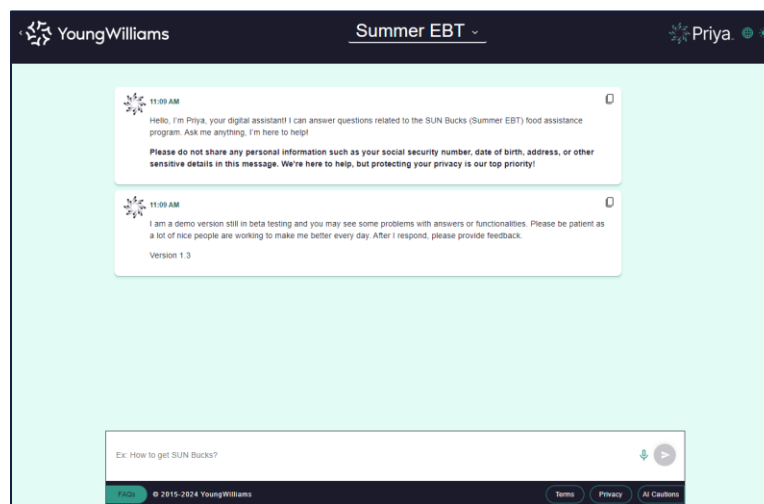 YoungWilliams
Summer EBT
Priya.
11:09 AM
Hello, I'm Priya, your digital assistant! I can answer questions related to the SUN Bucks (Summer EBT) food assistance
program. Ask me anything, I'm here to help!
Please do not share any personal information such as your social security number, date of birth, address, or other
sensitive details in this message. We're here to help, but protecting your privacy is our top priority!
11:09 AM
I am a demo version still in beta testing and you may see some problems with answers or functionalities. Please be patient as
a lot of nice people are working to make me better every day. After I respond, please provide feedback.
Version 1.3
Ex: How to get SUN Bucks?
FAQs © 2015-2024 YoungWilliams Terms Privacy AI Cautions